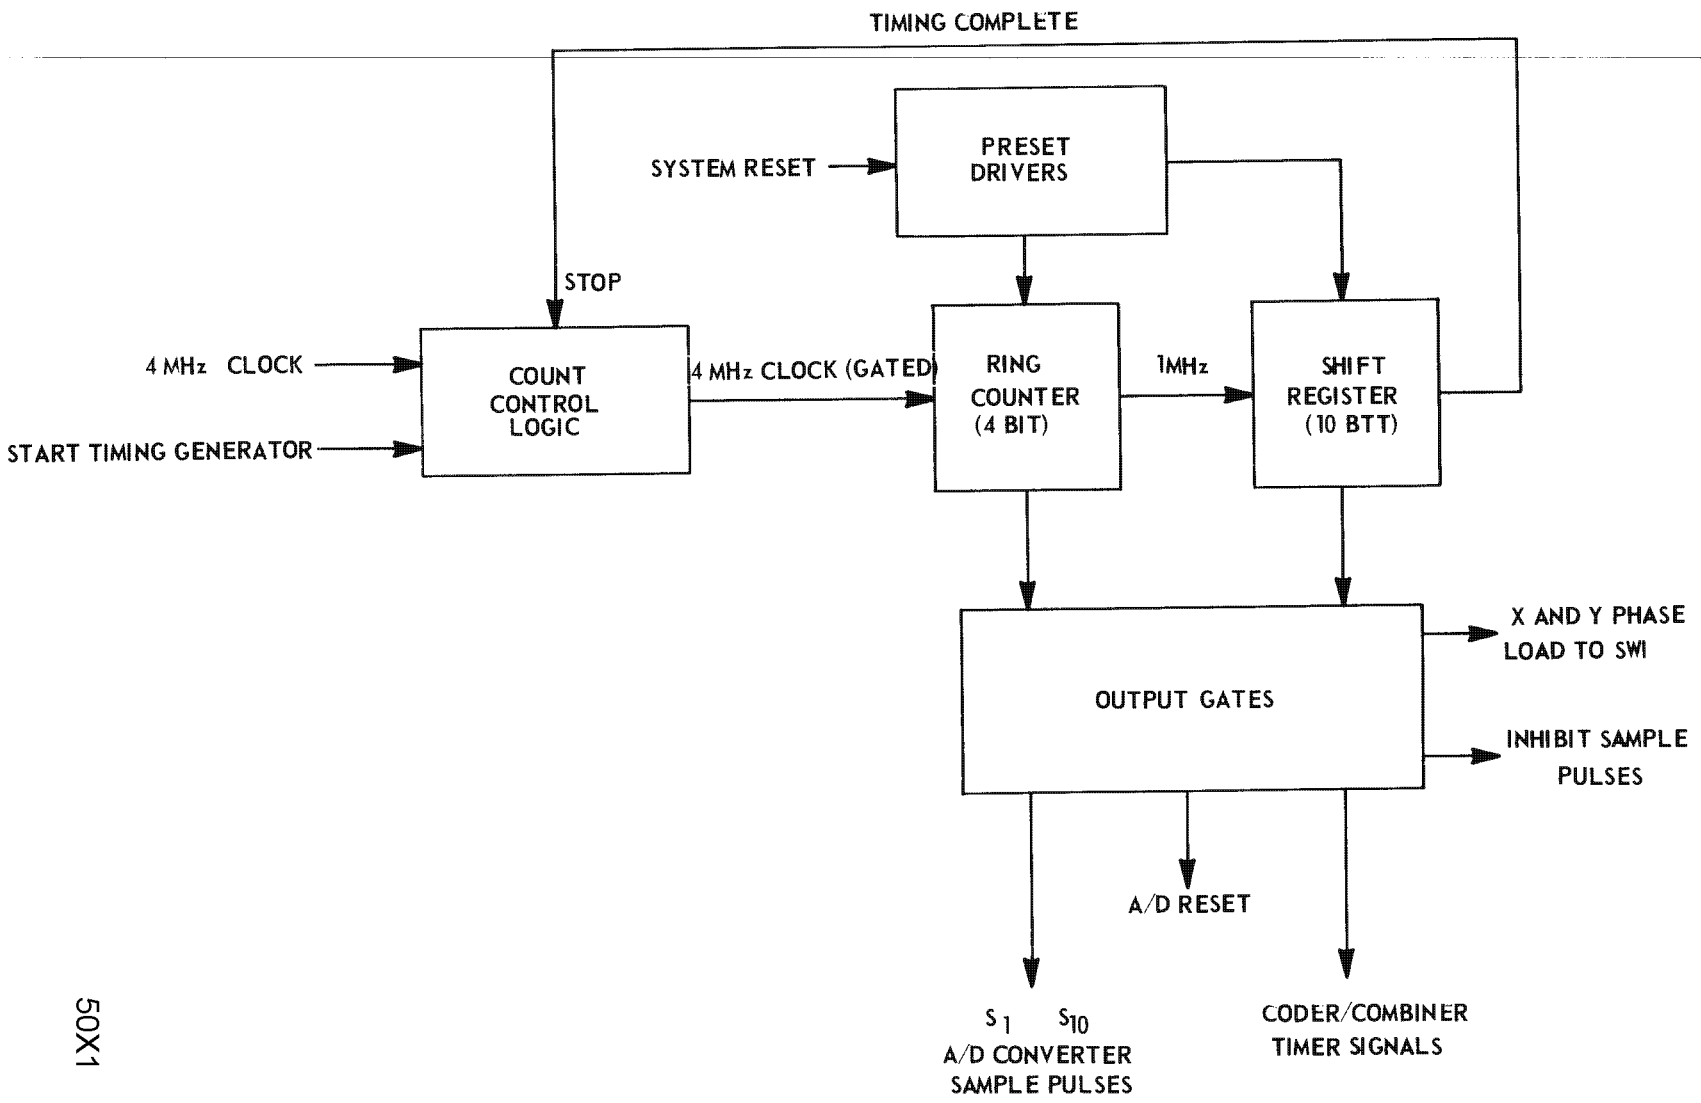 TIMING COMPLETE
PRESET
DRIVERS
SYSTEM RESET
STOP
4 MHz CLOCK
START TIMING GENERATOR
COUNT
CONTROL
LOGIC
4 MHz CLOCK (GATED)
RING
COUNTER
(4 BIT)
1MHz
SHIFT
REGISTER
(10 BTT)
OUTPUT GATES
X AND Y PHASE
LOAD TO SWI
INHIBIT SAMPLE
PULSES
A/D RESET
S1 S10
A/D CONVERTER
SAMPLE PULSES
CODER/COMBINER
TIMER SIGNALS
50X1